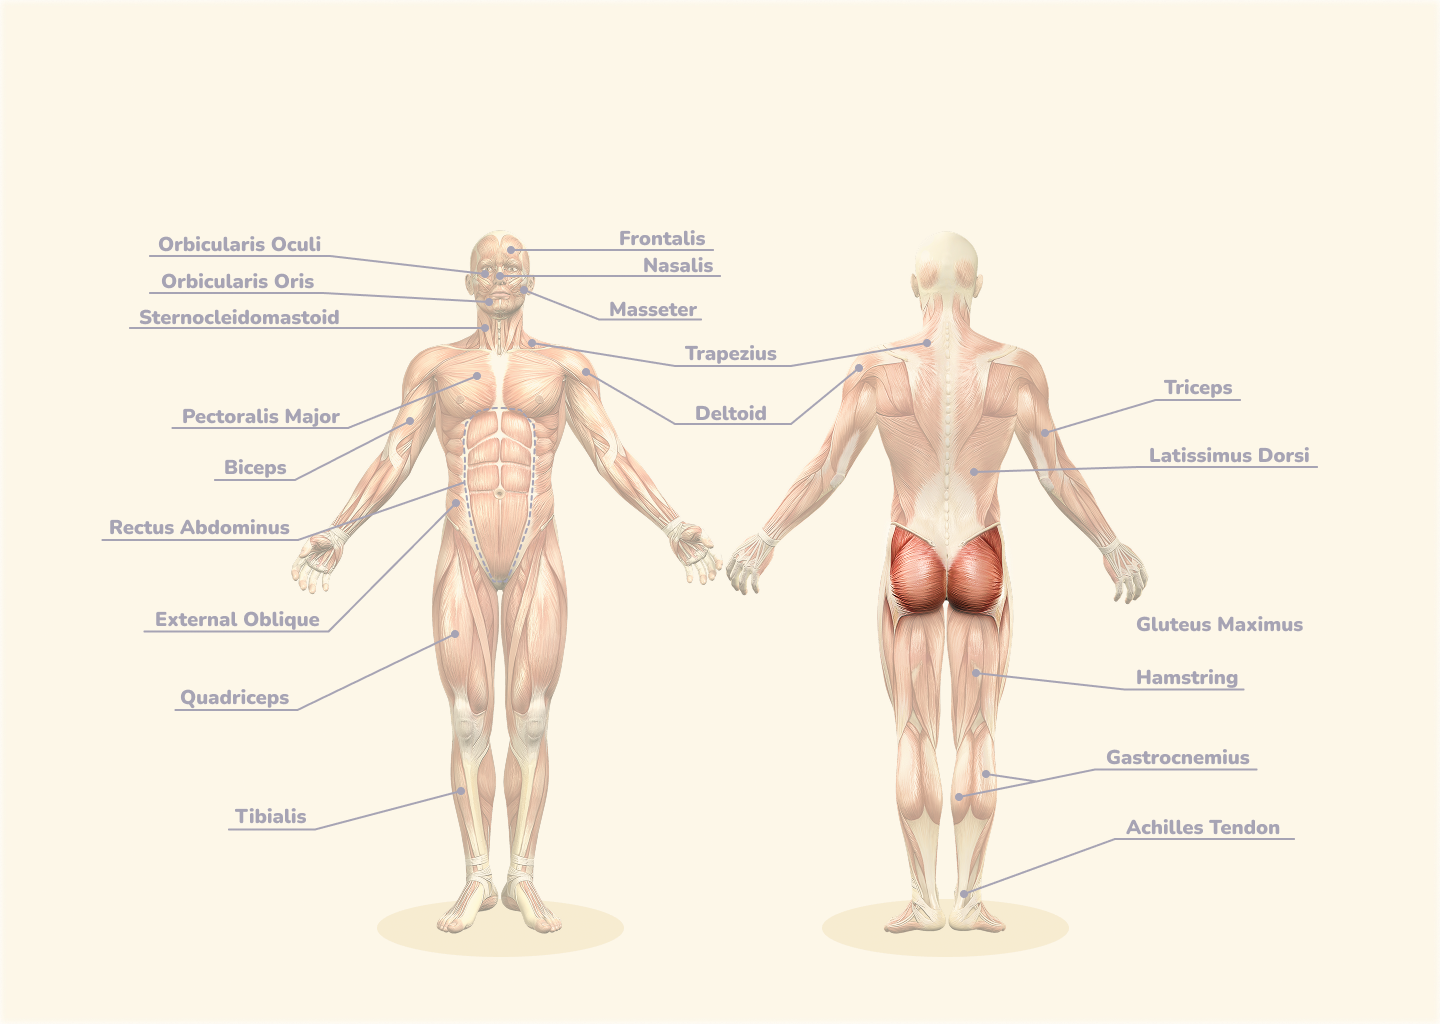 Orbicularis Oculi
Orbicularis Oris
Sternocleidomastoid
Pectoralis Major
Biceps
Rectus Abdominus
External Oblique
Quadriceps
Tibialis
Frontalis
Nasalis
Masseter
Trapezius
Deltoid
Triceps
Latissimus Dorsi
Gluteus Maximus
Hamstring
Gastrocnemius
Achilles Tendon